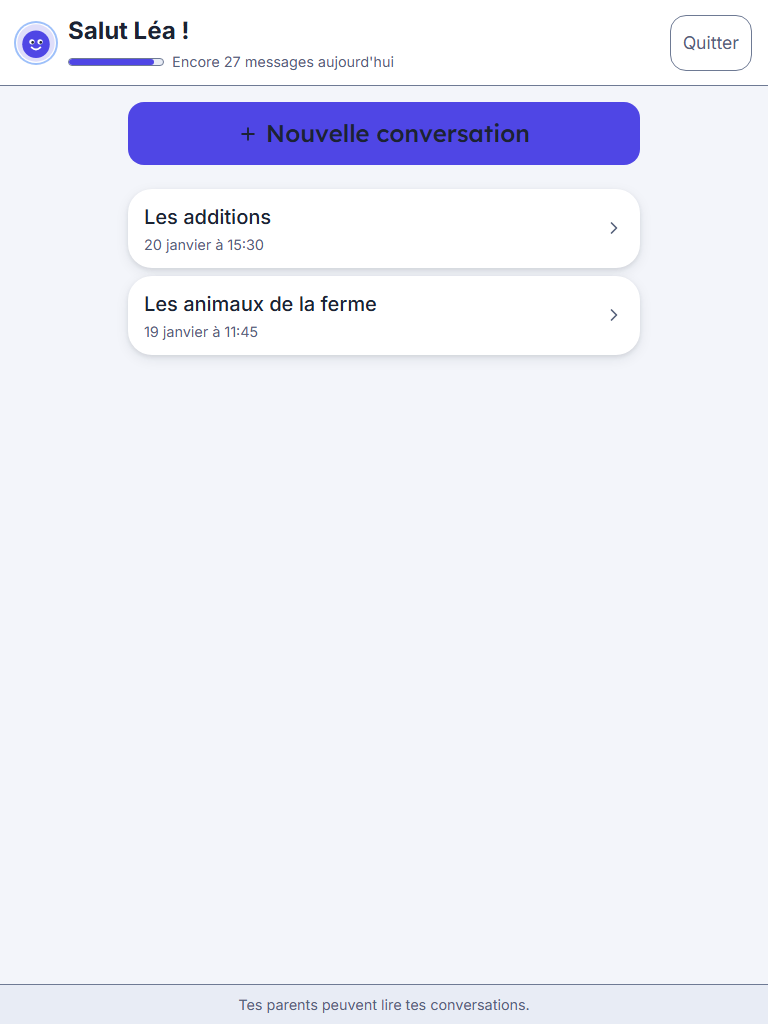 Salut Léa !
Encore 27 messages aujourd'hui
Quitter
+ Nouvelle conversation
Les additions
20 janvier à 15:30
Les animaux de la ferme
19 janvier à 11:45
Tes parents peuvent lire tes conversations.